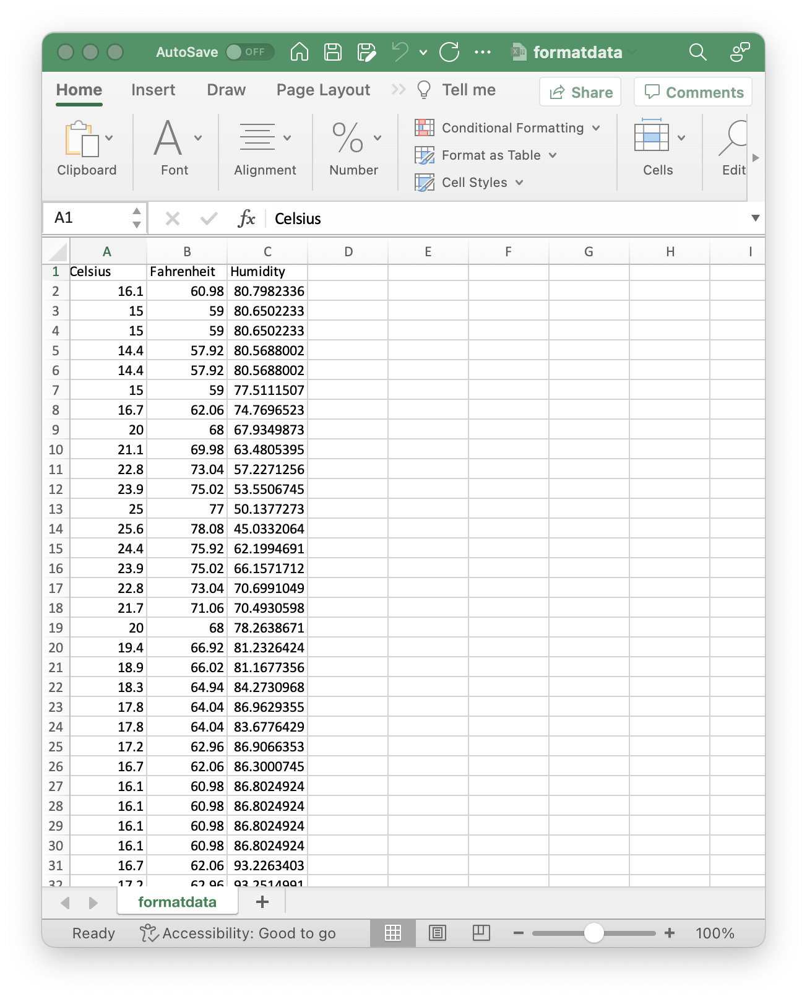 AutoSave OFF formatdata
Home Insert Draw Page Layout Tell me Share Comments
Clipboard Font Alignment % Number Conditional Formatting Format as Table Cell Styles Cells Edit
A1 fx Celsius
A B C D E F G H I
1 Celsius Fahrenheit Humidity
2 16.1 60.98 80.7982336
3 15 59 80.6502233
4 15 59 80.6502233
5 14.4 57.92 80.5688002
6 14.4 57.92 80.5688002
7 15 59 77.5111507
8 16.7 62.06 74.7696523
9 20 68 67.9349873
10 21.1 69.98 63.4805395
11 22.8 73.04 57.2271256
12 23.9 75.02 53.5506745
13 25 77 50.1377273
14 25.6 78.08 45.0332064
15 24.4 75.92 62.1994691
16 23.9 75.02 66.1571712
17 22.8 73.04 70.6991049
18 21.7 71.06 70.4930598
19 20 68 78.2638671
20 19.4 66.92 81.2326424
21 18.9 66.02 81.1677356
22 18.3 64.94 84.2730968
23 17.8 64.04 86.9629355
24 17.8 64.04 83.6776429
25 17.2 62.96 86.9066353
26 16.7 62.06 86.3000745
27 16.1 60.98 86.8024924
28 16.1 60.98 86.8024924
29 16.1 60.98 86.8024924
30 16.1 60.98 86.8024924
31 16.7 62.06 93.2263403
32 17.2 62.96 93.2514991
formatdata +
Ready Accessibility: Good to go 100%